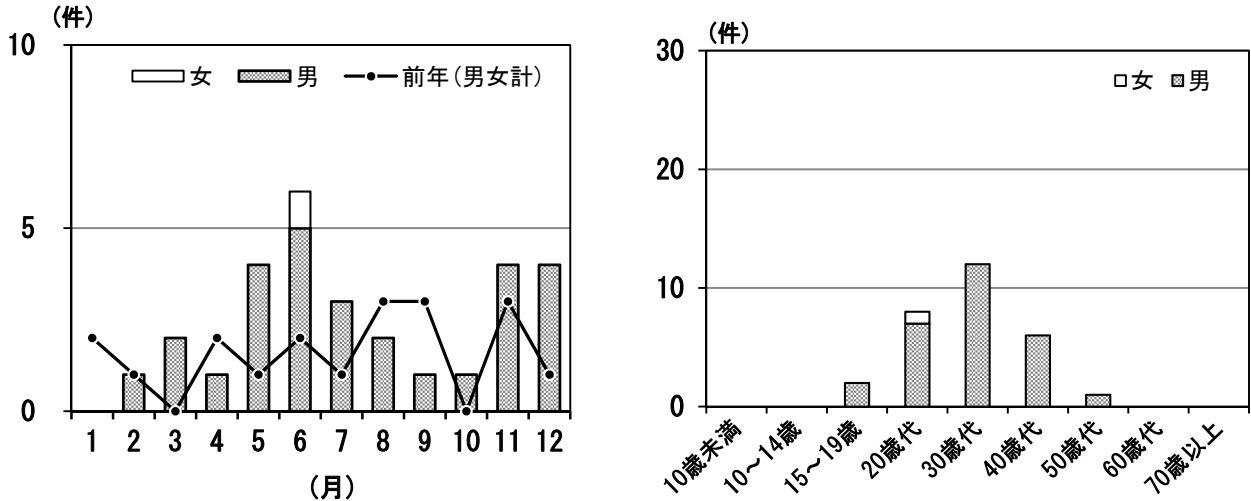 (件)
10
女 男 前年(男女計)
5
0
1 2 3 4 5 6 7 8 9 10 11 12
(月)
(件)
30
女 男
20
10
0
10歳未満
10～14歳
15～19歳
20歳代
30歳代
40歳代
50歳代
60歳代
70歳以上